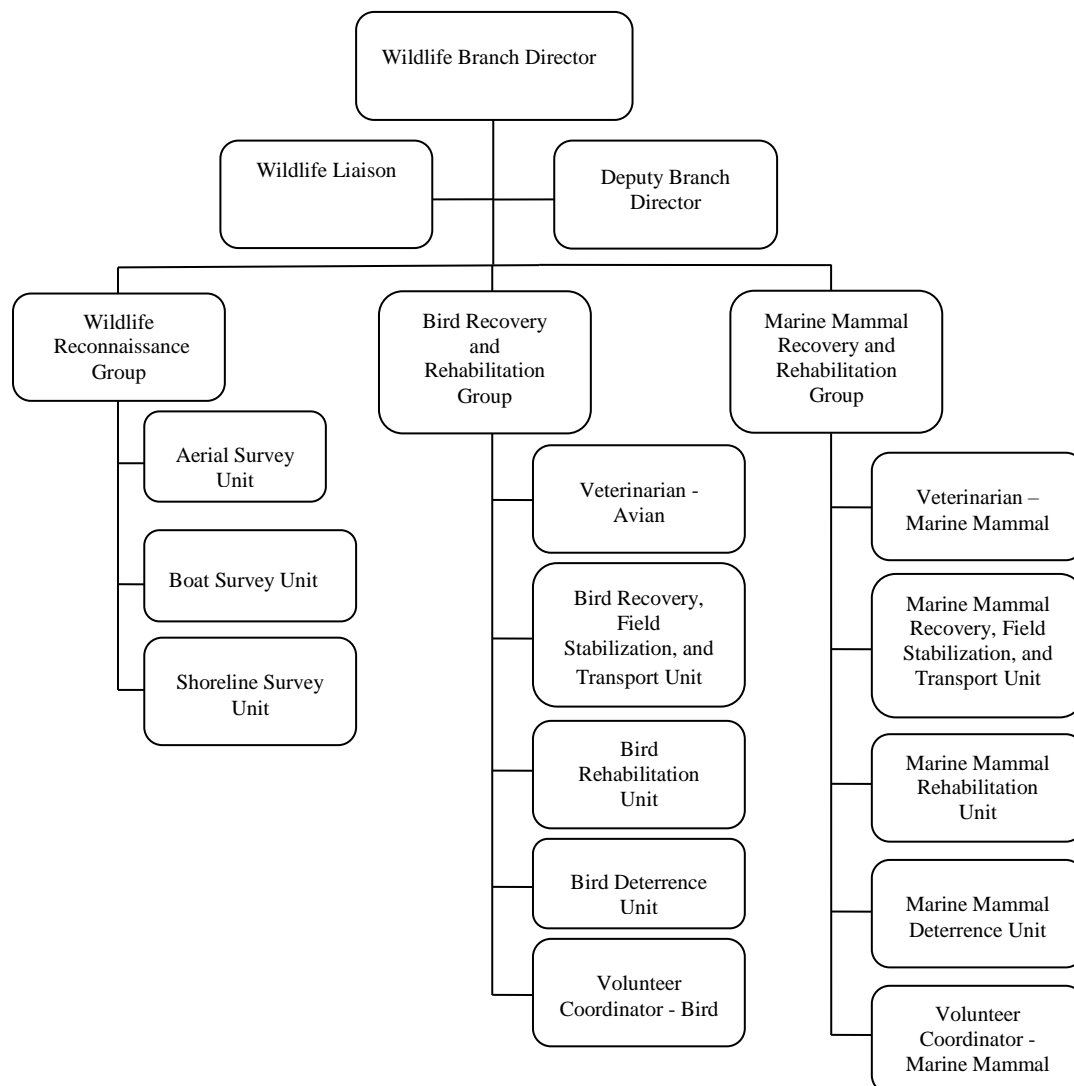 Wildlife Branch Director
Wildlife Liaison
Deputy Branch
Director
Wildlife
Reconnaissance
Group
Aerial Survey
Unit
Boat Survey Unit
Shoreline Survey
Unit
Bird Recovery
and
Rehabilitation
Group
Veterinarian -
Avian
Bird Recovery,
Field
Stabilization, and
Transport Unit
Bird
Rehabilitation
Unit
Bird Deterrence
Unit
Volunteer
Coordinator - Bird
Marine Mammal
Recovery and
Rehabilitation
Group
Veterinarian –
Marine Mammal
Marine Mammal
Recovery, Field
Stabilization, and
Transport Unit
Marine Mammal
Rehabilitation
Unit
Marine Mammal
Deterrence Unit
Volunteer
Coordinator -
Marine Mammal